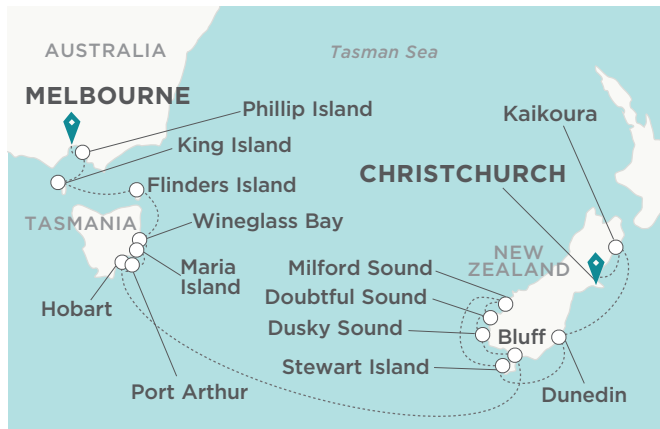 AUSTRALIA
Tasman Sea
MELBOURNE
Phillip Island
Kaikoura
King Island
CHRISTCHURCH
Flinders Island
TASMANIA
Wineglass Bay
NEW
ZEALAND
Maria
Island
Milford Sound
Hobart
Doubtful Sound
Dusky Sound
Bluff
Stewart Island
Port Arthur
Dunedin